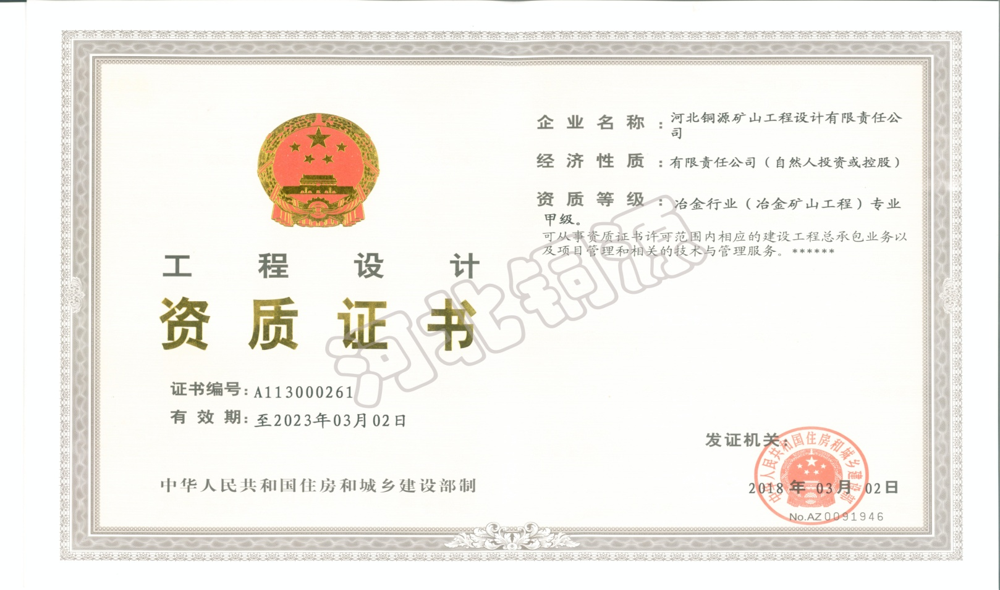 工程设计
资质证书
证书编号：A113000261
有效期：至2023年03月02日
中华人民共和国住房和城乡建设部制
企业名称：河北铜源矿山工程设计有限责任公
司
经济性质：有限责任公司（自然人投资或控股）
资质等级：冶金行业（冶金矿山工程）专业
甲级。
可从事资质证书许可范围内相应的建设工程总承包业务以
及项目管理和相关的技术与管理服务。******
河北铜源
发证机关：
中华人民共和国住房和城乡建设部
2018年03月02日
No.AZ0091946